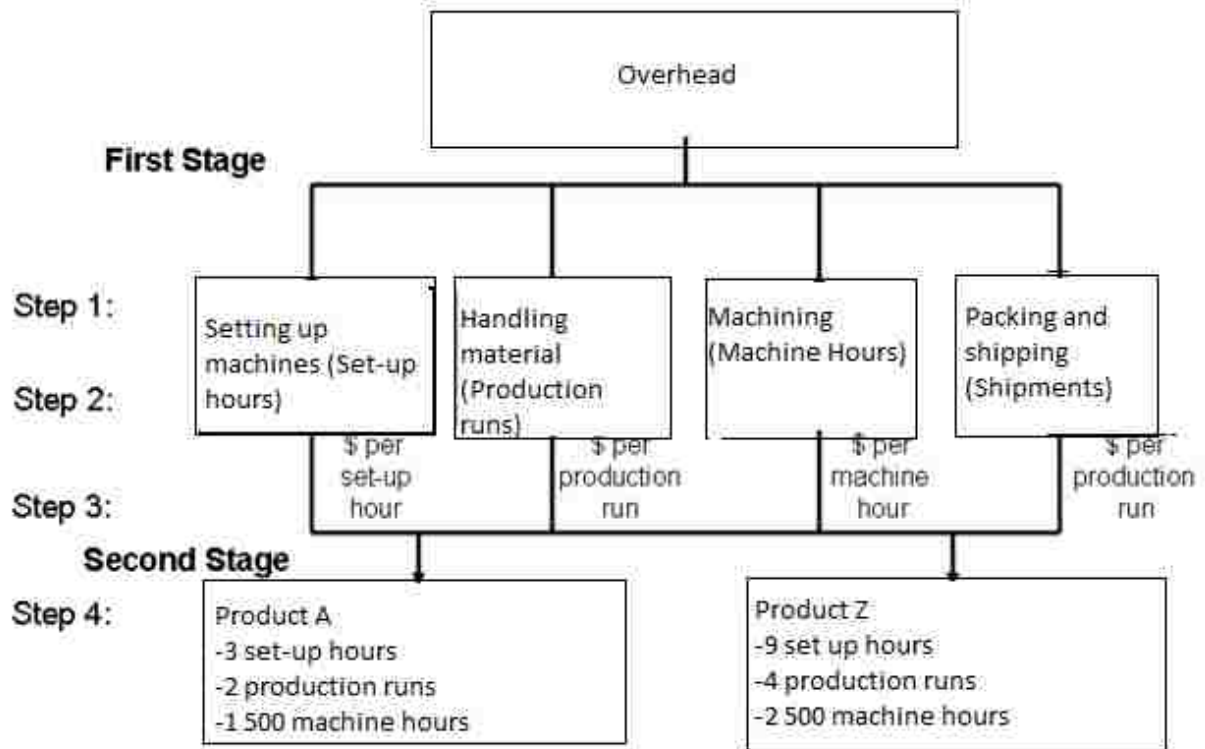 Overhead
First Stage
Step 1:
Step 2:
Setting up
machines (Set-up
hours)
Handling
material
(Production
runs)
Machining
(Machine Hours)
Packing and
shipping
(Shipments)
Step 3:
$ per
set-up
hour
$ per
production
run
$ per
machine
hour
$ per
production
run
Second Stage
Step 4:
Product A
-3 set-up hours
-2 production runs
-1 500 machine hours
Product Z
-9 set up hours
-4 production runs
-2 500 machine hours